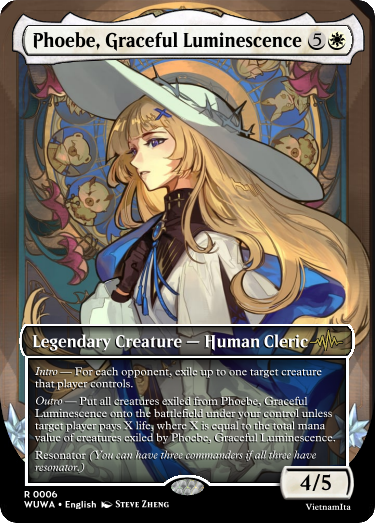 Phoebe, Graceful Luminescence 5
Legendary Creature — Human Cleric
Intro — For each opponent, exile up to one target creature
that player controls.
Outro — Put all creatures exiled from Phoebe, Graceful
Luminescence onto the battlefield under your control unless
target player pays X life, where X is equal to the total mana
value of creatures exiled by Phoebe, Graceful Luminescence.
Resonator (You can have three commanders if all three have
resonator.)
4/5
R 0006
WUWA • English Steve Zheng
VietnamIta